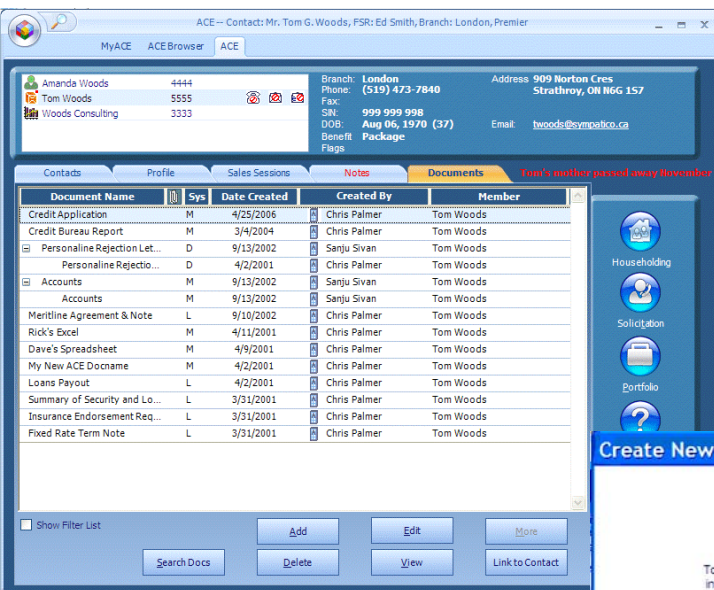 ACE -- Contact: Mr. Tom G. Woods, FSR: Ed Smith, Branch: London, Premier
MyACE ACE Browser ACE
Amanda Woods 4444
Tom Woods 5555
Woods Consulting 3333
Branch: London
Phone: (519) 473-7840
Fax:
SIN: 999 999 998
DOB: Aug 06, 1970 (37)
Benefit Package
Flags
Address 909 Norton Cres
Strathroy, ON N6G 1S7
Email: twoods@sympatico.ca
Contacts Profile Sales Sessions Notes Documents Tom's mother passed away November
Document Name Sys Date Created Created By Member
Credit Application M 4/25/2006 Chris Palmer Tom Woods
Credit Bureau Report M 3/4/2004 Chris Palmer Tom Woods
Personaline Rejection Let... D 9/13/2002 Sanju Sivan Tom Woods
Personaline Rejectio... D 4/2/2001 Chris Palmer Tom Woods
Accounts M 9/13/2002 Sanju Sivan Tom Woods
Accounts M 9/13/2002 Sanju Sivan Tom Woods
Meritline Agreement & Note L 9/10/2002 Chris Palmer Tom Woods
Rick's Excel M 4/11/2001 Chris Palmer Tom Woods
Dave's Spreadsheet M 4/9/2001 Chris Palmer Tom Woods
My New ACE Docname M 4/2/2001 Chris Palmer Tom Woods
Loans Payout L 4/2/2001 Chris Palmer Tom Woods
Summary of Security and Lo... L 3/31/2001 Chris Palmer Tom Woods
Insurance Endorsement Req... L 3/31/2001 Chris Palmer Tom Woods
Fixed Rate Term Note L 3/31/2001 Chris Palmer Tom Woods
Householding
Solicitation
Portfolio
Create New
Show Filter List
Add Edit More
Search Docs Delete View Link to Contact